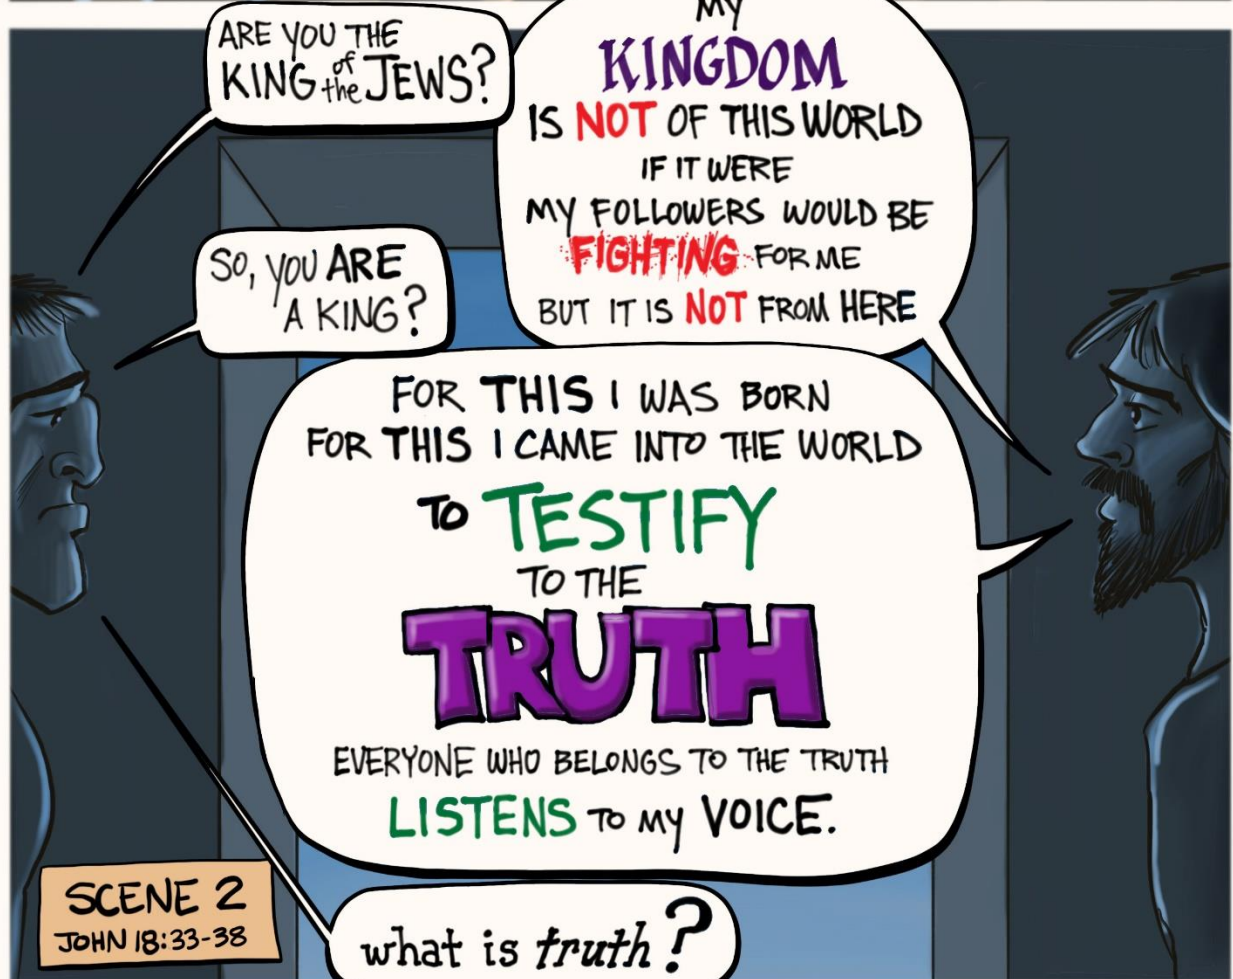 ARE YOU THE
KING of the JEWS?
MY
KINGDOM
IS NOT OF THIS WORLD
IF IT WERE
MY FOLLOWERS WOULD BE
FIGHTING FOR ME
BUT IT IS NOT FROM HERE
SO, YOU ARE
A KING?
FOR THIS I WAS BORN
FOR THIS I CAME INTO THE WORLD
TO TESTIFY
TO THE
TRUTH
EVERYONE WHO BELONGS TO THE TRUTH
LISTENS TO MY VOICE.
what is truth?
SCENE 2
JOHN 18:33-38